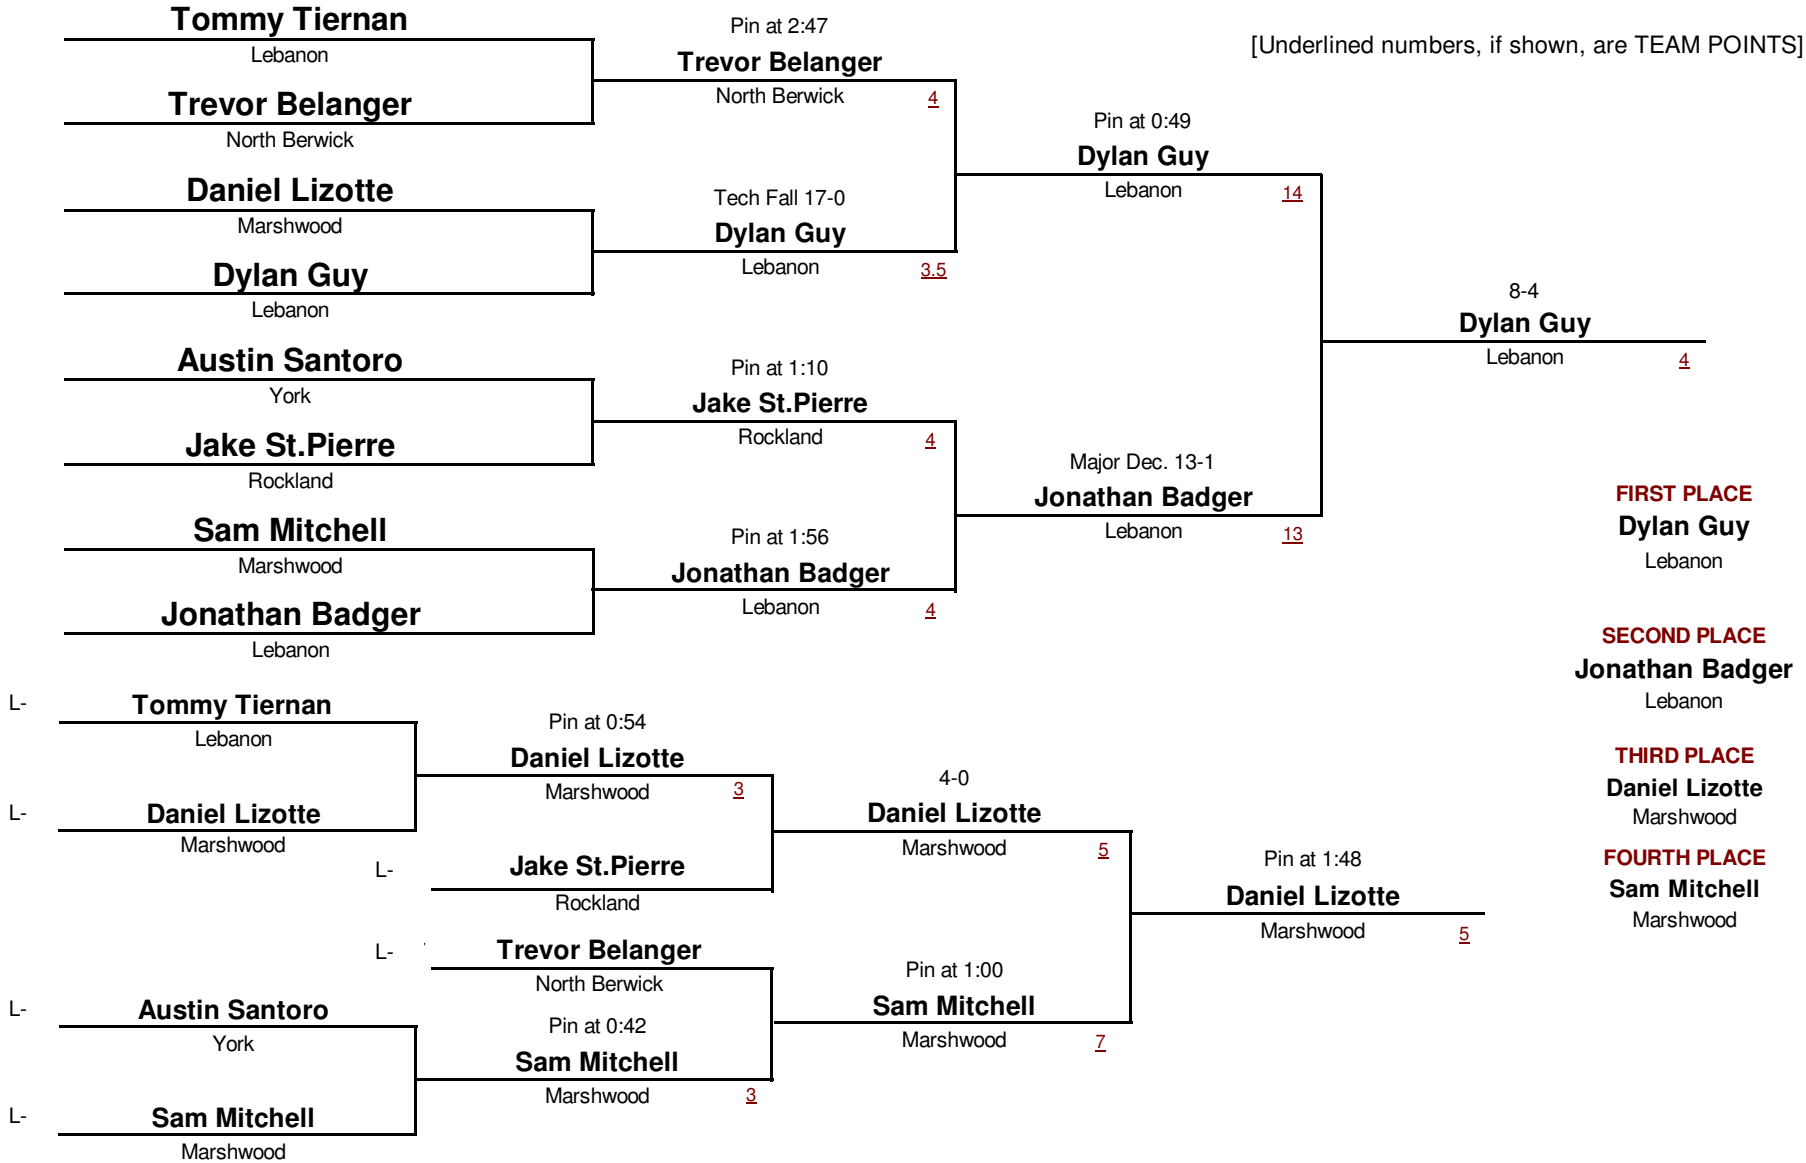 Tommy Tiernan
Lebanon
Trevor Belanger
North Berwick
Daniel Lizotte
Marshwood
Dylan Guy
Lebanon
Austin Santoro
York
Jake St.Pierre
Rockland
Sam Mitchell
Marshwood
Jonathan Badger
Lebanon
Pin at 2:47
Trevor Belanger
North Berwick 4
Tech Fall 17-0
Dylan Guy
Lebanon 3.5
Pin at 1:10
Jake St.Pierre
Rockland 4
Pin at 1:56
Jonathan Badger
Lebanon 4
[Underlined numbers, if shown, are TEAM POINTS]
Pin at 0:49
Dylan Guy
Lebanon 14
Major Dec. 13-1
Jonathan Badger
Lebanon 13
8-4
Dylan Guy
Lebanon 4
FIRST PLACE
Dylan Guy
Lebanon
SECOND PLACE
Jonathan Badger
Lebanon
THIRD PLACE
Daniel Lizotte
Marshwood
FOURTH PLACE
Sam Mitchell
Marshwood
L- Tommy Tiernan
Lebanon
L- Daniel Lizotte
Marshwood
Pin at 0:54
Daniel Lizotte
Marshwood 3
L- Jake St.Pierre
Rockland
L- Trevor Belanger
North Berwick
L- Austin Santoro
York
L- Sam Mitchell
Marshwood
Pin at 0:42
Sam Mitchell
Marshwood 3
4-0
Daniel Lizotte
Marshwood 5
Pin at 1:00
Sam Mitchell
Marshwood 7
Pin at 1:48
Daniel Lizotte
Marshwood 5